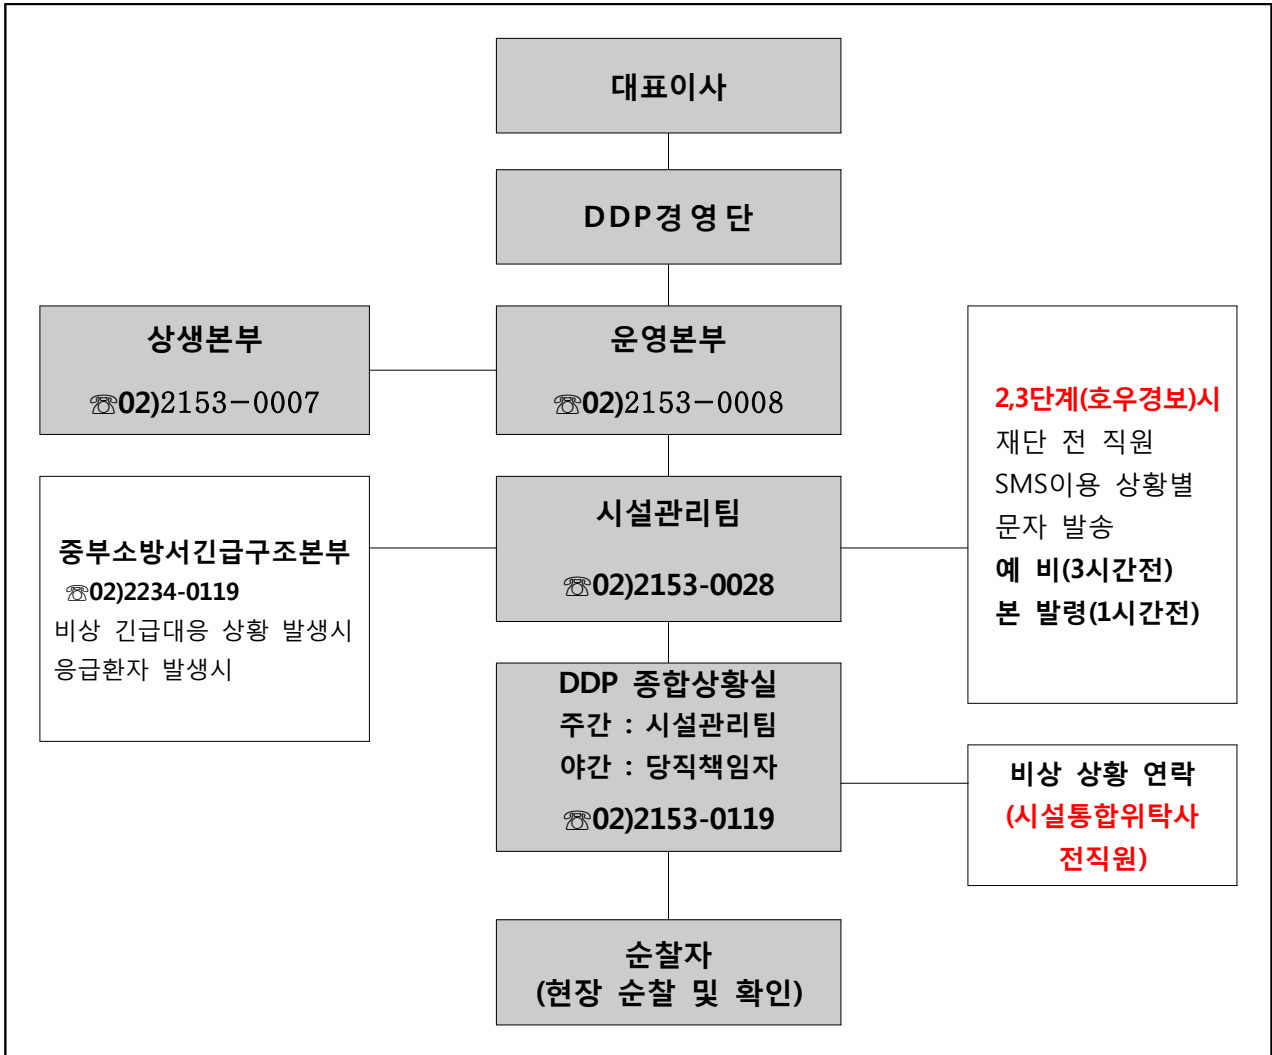 대표이사
DDP경영단
상생본부
☏02)2153-0007
운영본부
☏02)2153-0008
2,3단계(호우경보)시
재단 전 직원
SMS이용 상황별
문자 발송
예 비(3시간전)
본 발령(1시간전)
중부소방서긴급구조본부
☏02)2234-0119
비상 긴급대응 상황 발생시
응급환자 발생시
시설관리팀
☏02)2153-0028
DDP 종합상황실
주간 : 시설관리팀
야간 : 당직책임자
☏02)2153-0119
비상 상황 연락
(시설통합위탁사
전직원)
순찰자
(현장 순찰 및 확인)